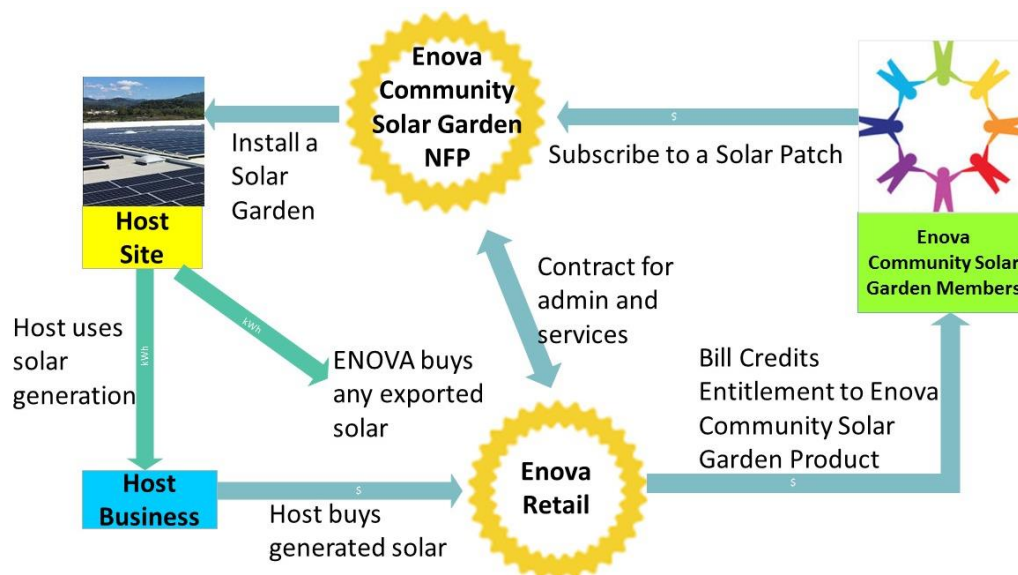 Enova
Community
Solar Garden
NFP
$
Subscribe to a Solar Patch
Install a
Solar
Garden
Host
Site
Enova
Community Solar
Garden Members
Contract for
admin and
services
Host uses
solar
generation
kWh
kWh
ENOVA buys
any exported
solar
Bill Credits
Entitlement to Enova
Community Solar
Garden Product
$
Host
Business
$
Host buys
generated solar
Enova
Retail